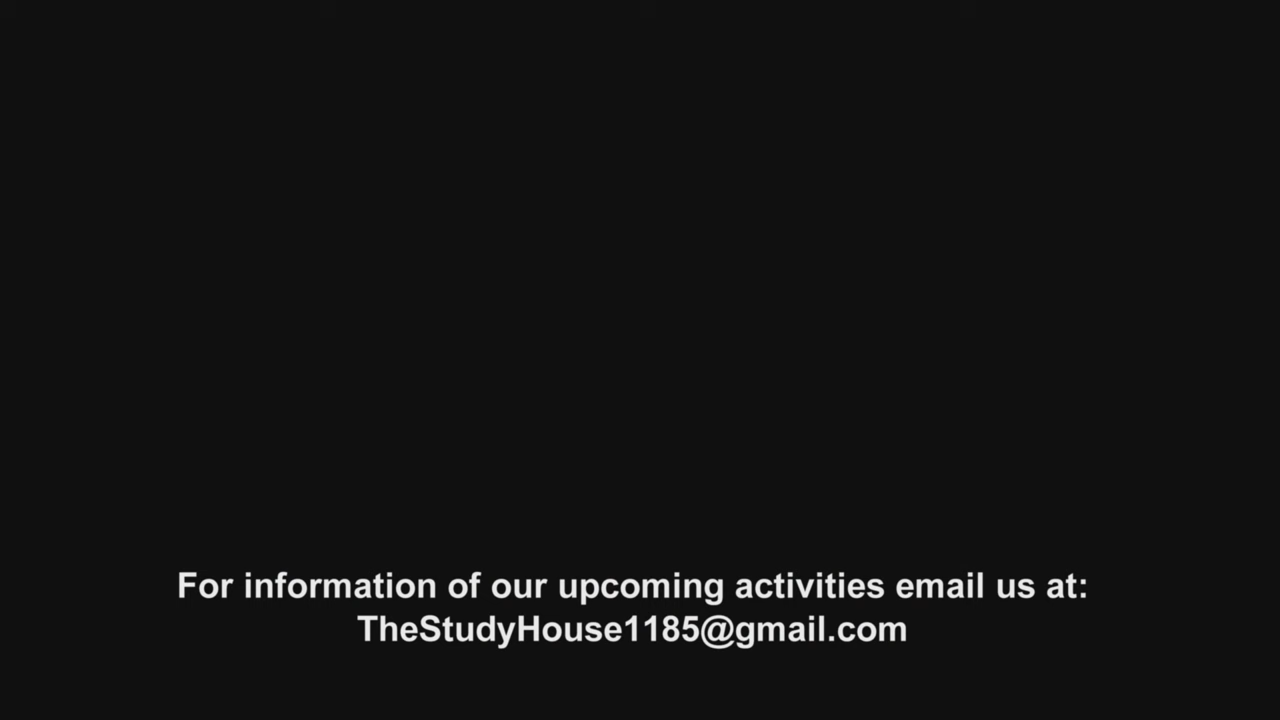 For information of our upcoming activities email us at:
TheStudyHouse1185@gmail.com